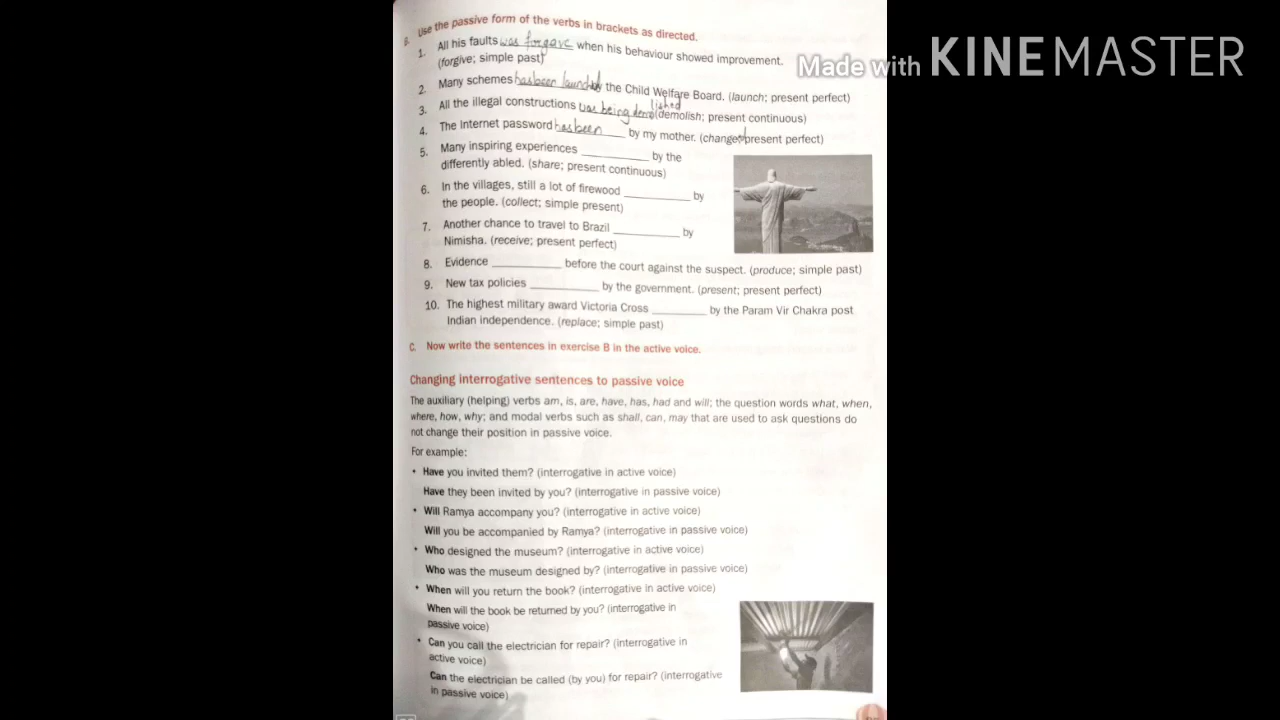 Made with KINEMASTER
B. Use the passive form of the verbs in brackets as directed.
1. All his faults was forgave when his behaviour showed improvement.
(forgive; simple past)
2. Many schemes has been launched by the Child Welfare Board. (launch; present perfect)
3. All the illegal constructions was being demolished (demolish; present continuous)
4. The Internet password has been by my mother. (changed present perfect)
5. Many inspiring experiences by the
differently abled. (share; present continuous)
6. In the villages, still a lot of firewood by
the people. (collect; simple present)
7. Another chance to travel to Brazil by
Nimisha. (receive; present perfect)
8. Evidence before the court against the suspect. (produce; simple past)
9. New tax policies by the government. (present; present perfect)
10. The highest military award Victoria Cross by the Param Vir Chakra post
Indian independence. (replace; simple past)
C. Now write the sentences in exercise B in the active voice.
Changing interrogative sentences to passive voice
The auxiliary (helping) verbs am, is, are, have, has, had and will; the question words what, when,
where, how, why; and modal verbs such as shall, can, may that are used to ask questions do
not change their position in passive voice.
For example:
• Have you invited them? (interrogative in active voice)
Have they been invited by you? (interrogative in passive voice)
• Will Ramya accompany you? (interrogative in active voice)
Will you be accompanied by Ramya? (interrogative in passive voice)
• Who designed the museum? (interrogative in active voice)
Who was the museum designed by? (interrogative in passive voice)
• When will you return the book? (interrogative in active voice)
When will the book be returned by you? (interrogative in
passive voice)
• Can you call the electrician for repair? (interrogative in
active voice)
Can the electrician be called (by you) for repair? (interrogative
in passive voice)